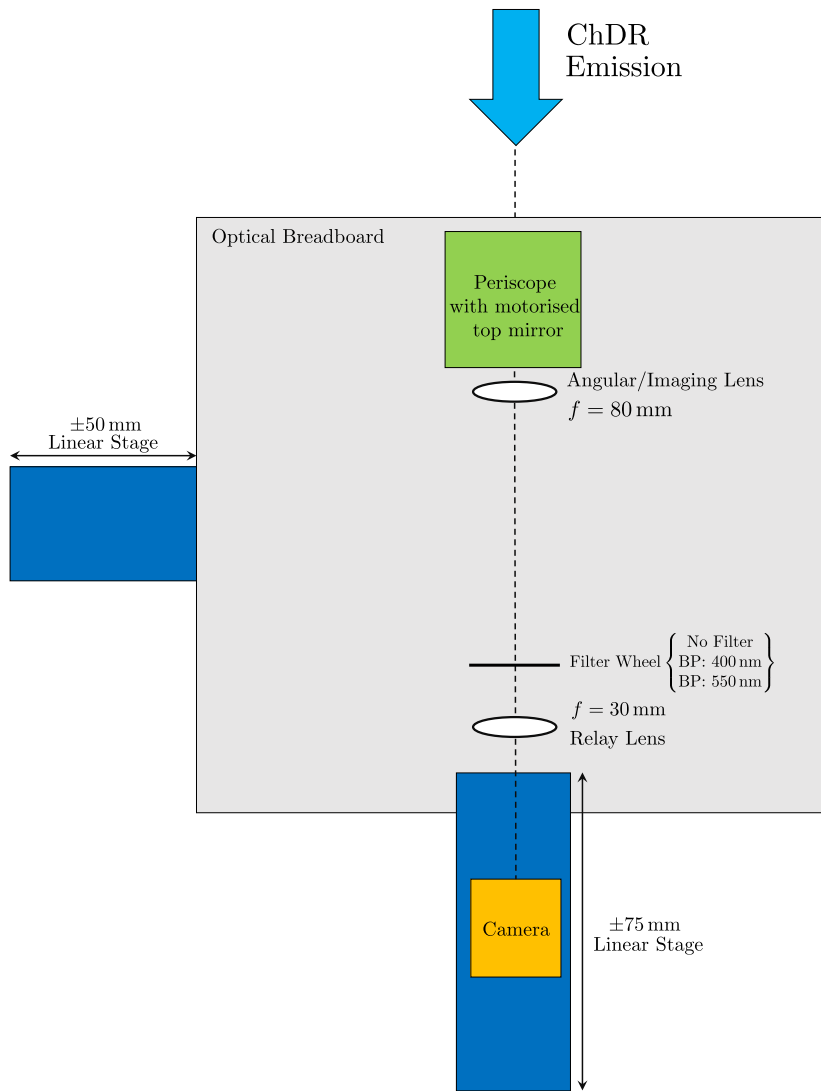 ChDR
Emission
Optical Breadboard
Periscope
with motorised
top mirror
Angular/Imaging Lens
f = 80 mm
±50 mm
Linear Stage
Filter Wheel { No Filter
BP: 400 nm
BP: 550 nm }
f = 30 mm
Relay Lens
Camera
±75 mm
Linear Stage